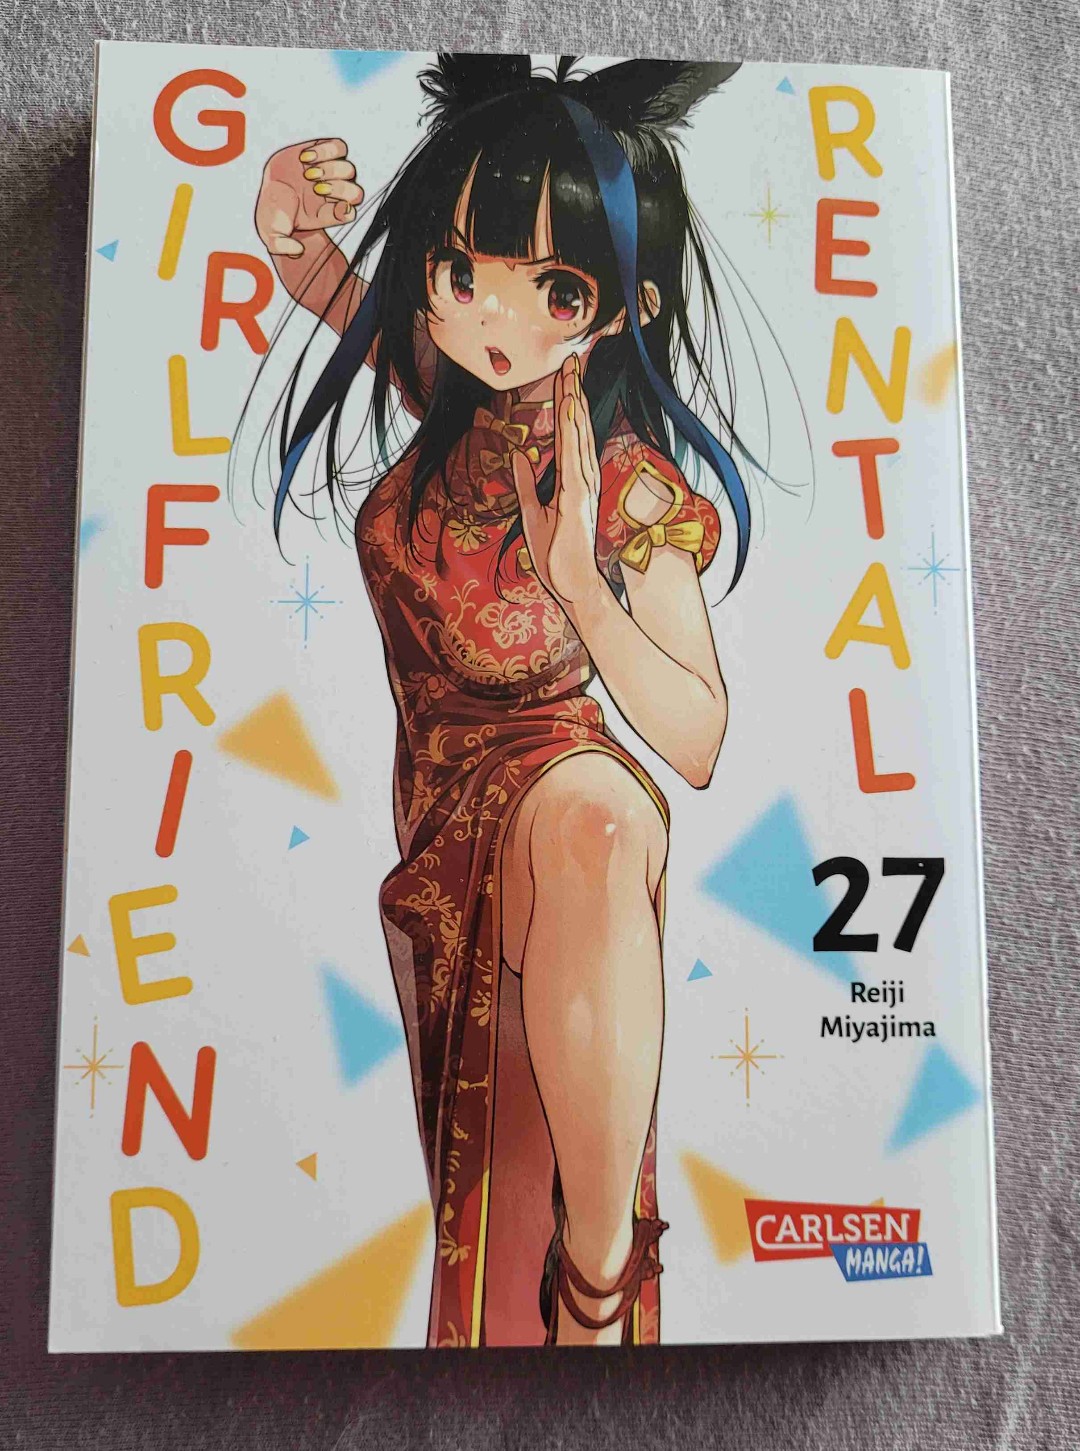 GIRLFRIEND
RENTAL
27
Reiji
Miyajima
CARLSEN
MANGA!